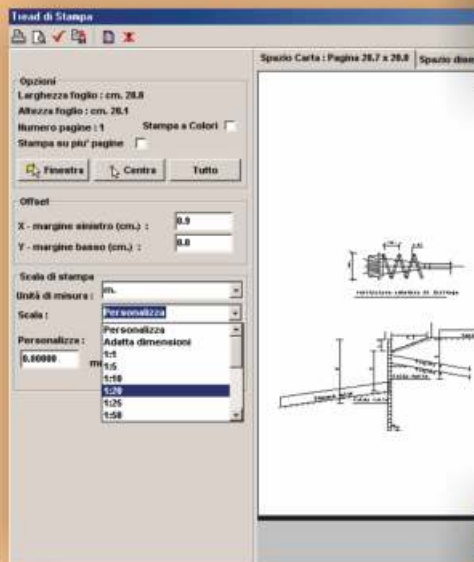 Tread di Stampa
Spazio Carta : Pagina 28.7 x 20.0
Opzioni
Larghezza foglio : cm. 28.8
Altezza foglio : cm. 20.1
Numero pagine : 1
Stampa a Colori
Stampa su piu' pagine
Finestra
Centra
Tutto
Offset
X - margine sinistro (cm.) :
0.9
Y - margine basso (cm.) :
0.0
Scala di stampa
Unità di misura :
m.
Scala :
Personalizza
Personalizza
Adatta dimensioni
1:1
1:5
1:10
1:20
1:25
1:50
Personalizza :
0.00000